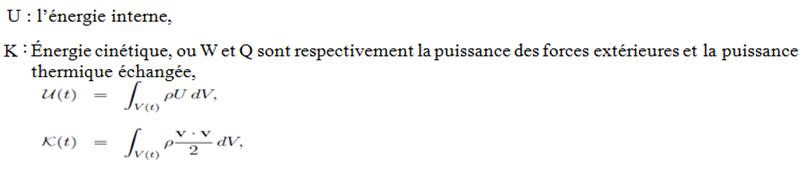 U : l’énergie interne,
K : Énergie cinétique, ou W et Q sont respectivement la puissance des forces extérieures et la puissance
thermique échangée,
𝒰(t) = ∫_{V(t)} ρU dV,
𝒦(t) = ∫_{V(t)} ρ (v · v)/2 dV,